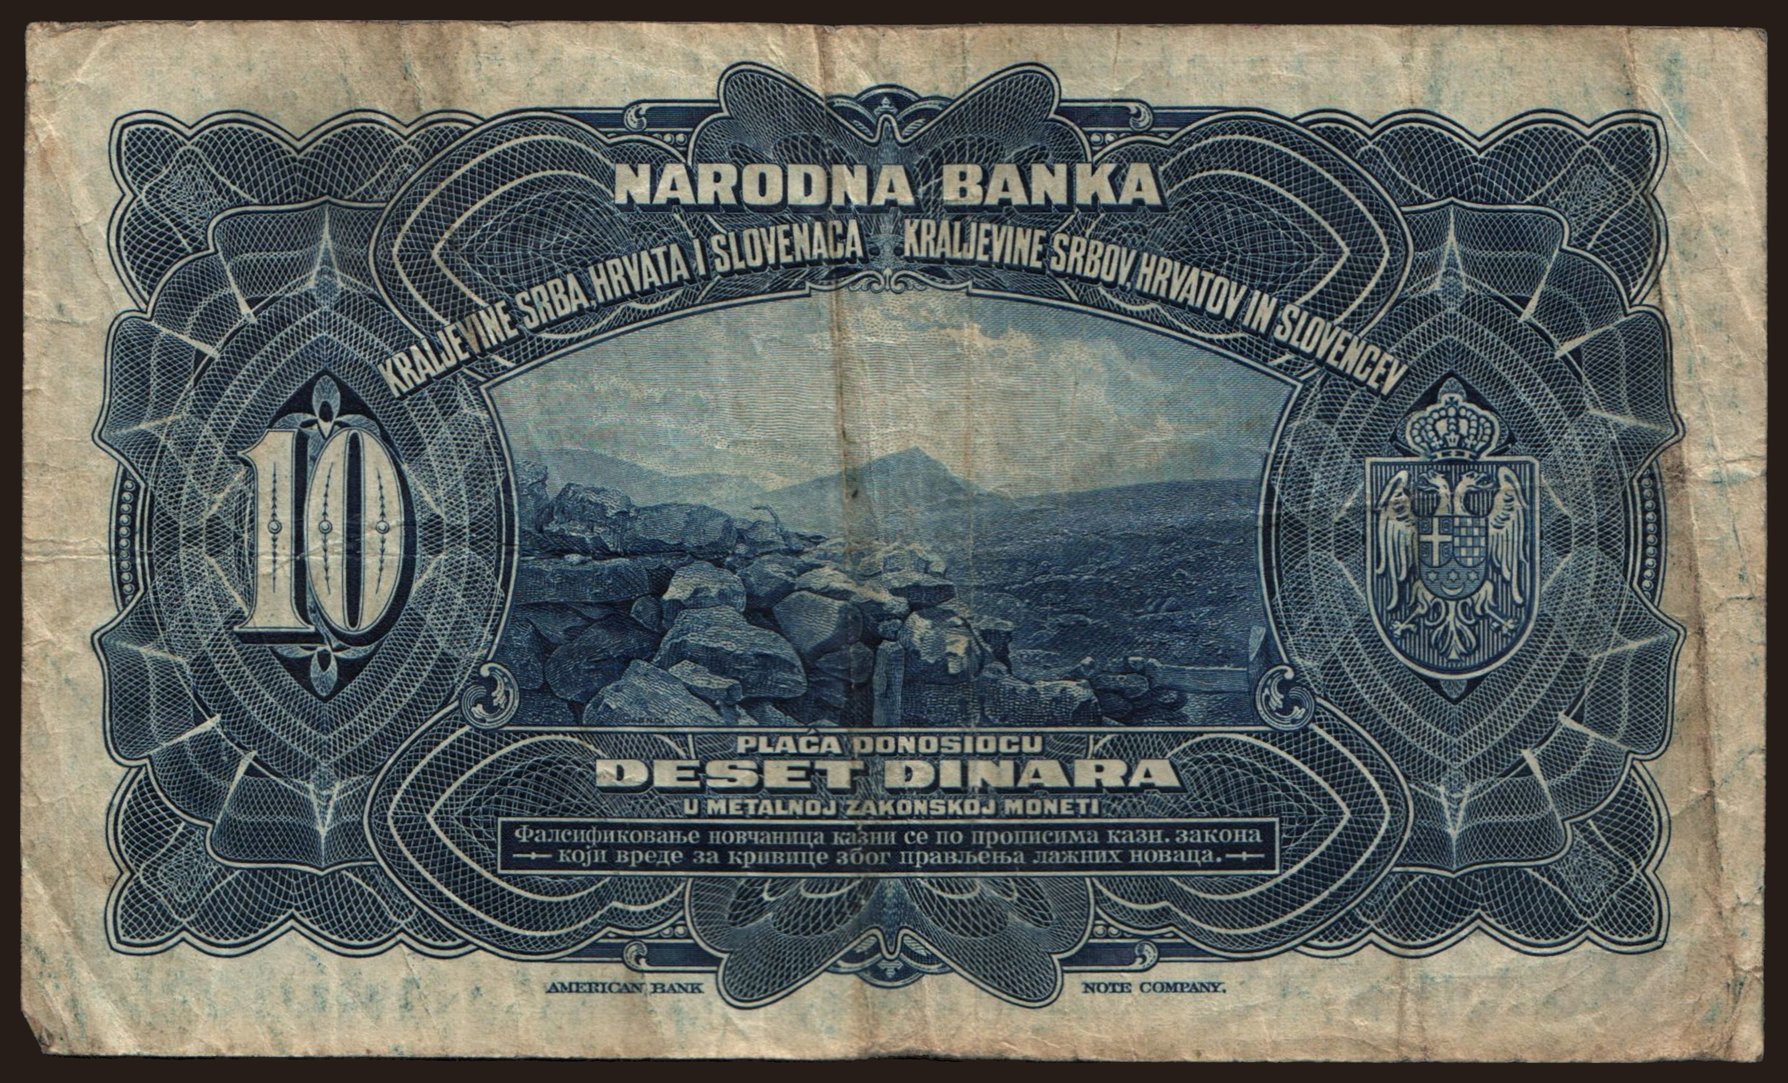 NARODNA BANKA
KRALJEVINE SRBA, HRVATA I SLOVENACA KRALJEVINE SRBOV, HRVATOV IN SLOVENCEV
10
PLAĆA DONOSIOCU
DESET DINARA
U METALNOJ ZAKONSKOJ MONETI
Фалсификовање новчаница казни се по прописима казн. закона
који вреде за кривице због прављења лажних новаца.
AMERICAN BANK NOTE COMPANY.